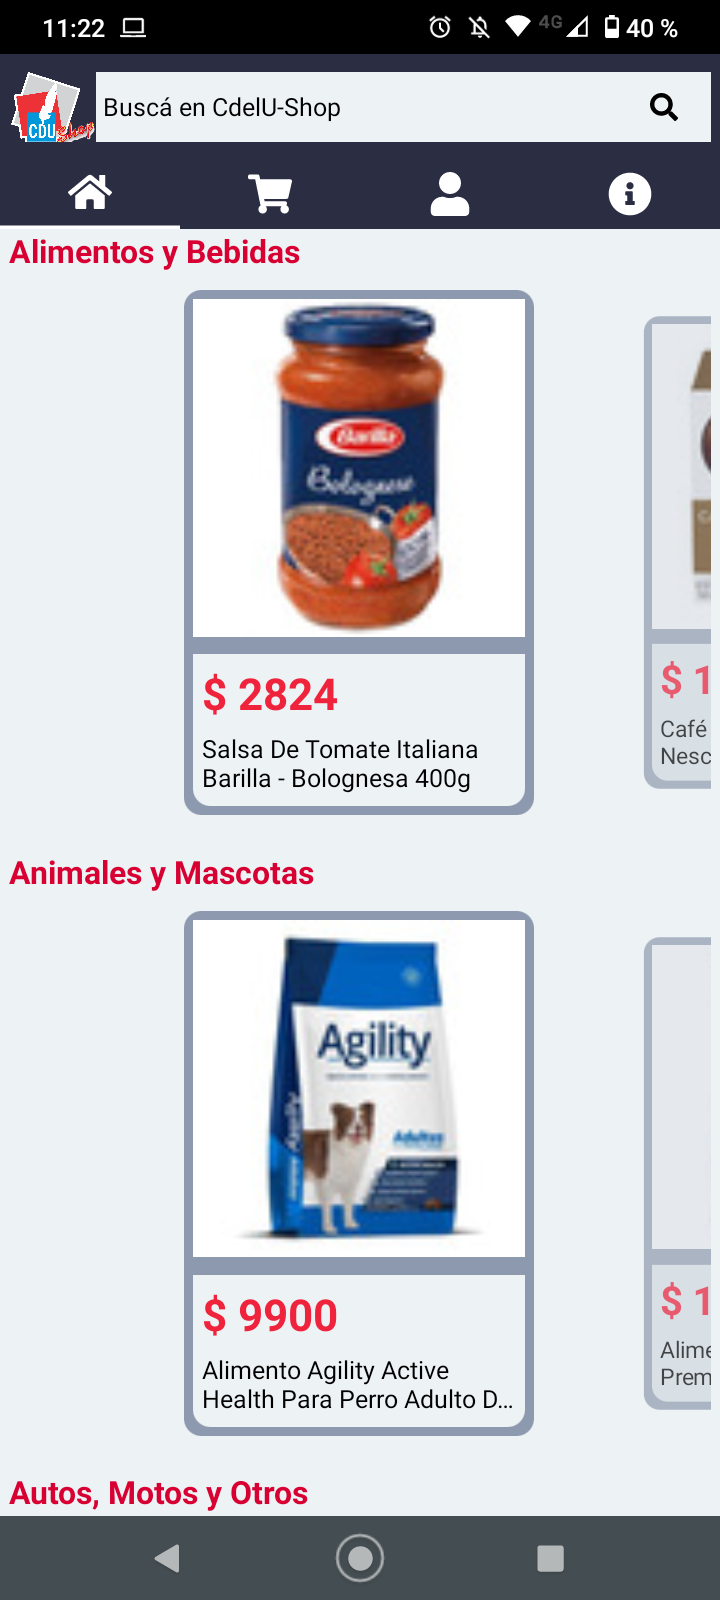 11:22
4G
40 %
CDU
Shop
Buscá en CdelU-Shop
Alimentos y Bebidas
Barilla
Bolognese
$ 2824
Salsa De Tomate Italiana
Barilla - Bolognesa 400g
$ 1
Café
Nesc
Animales y Mascotas
Agility
Adultos
$ 9900
Alimento Agility Active
Health Para Perro Adulto D...
$ 1
Alime
Prem
Autos, Motos y Otros